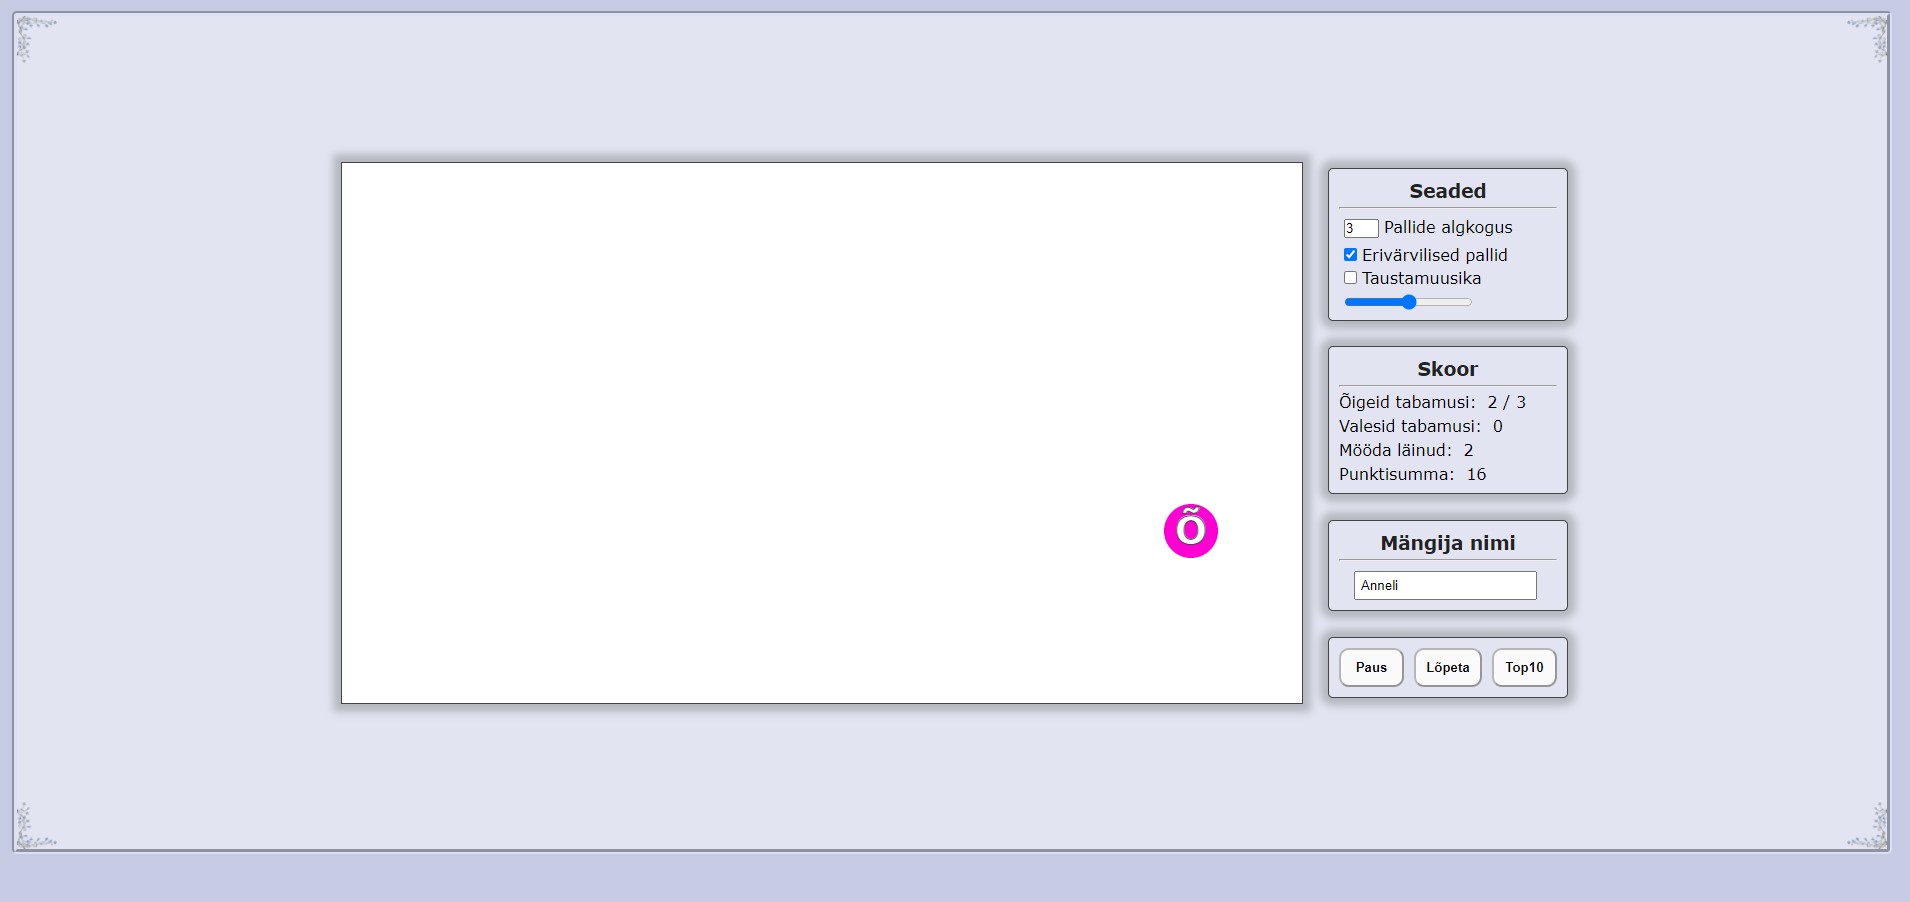 Seaded
3 Pallide algkogus
Erivärvilised pallid
Taustamuusika
Skoor
Õigeid tabamusi: 2 / 3
Valesid tabamusi: 0
Mööda läinud: 2
Punktisumma: 16
Õ
Mängija nimi
Anneli
Paus Lõpeta Top10